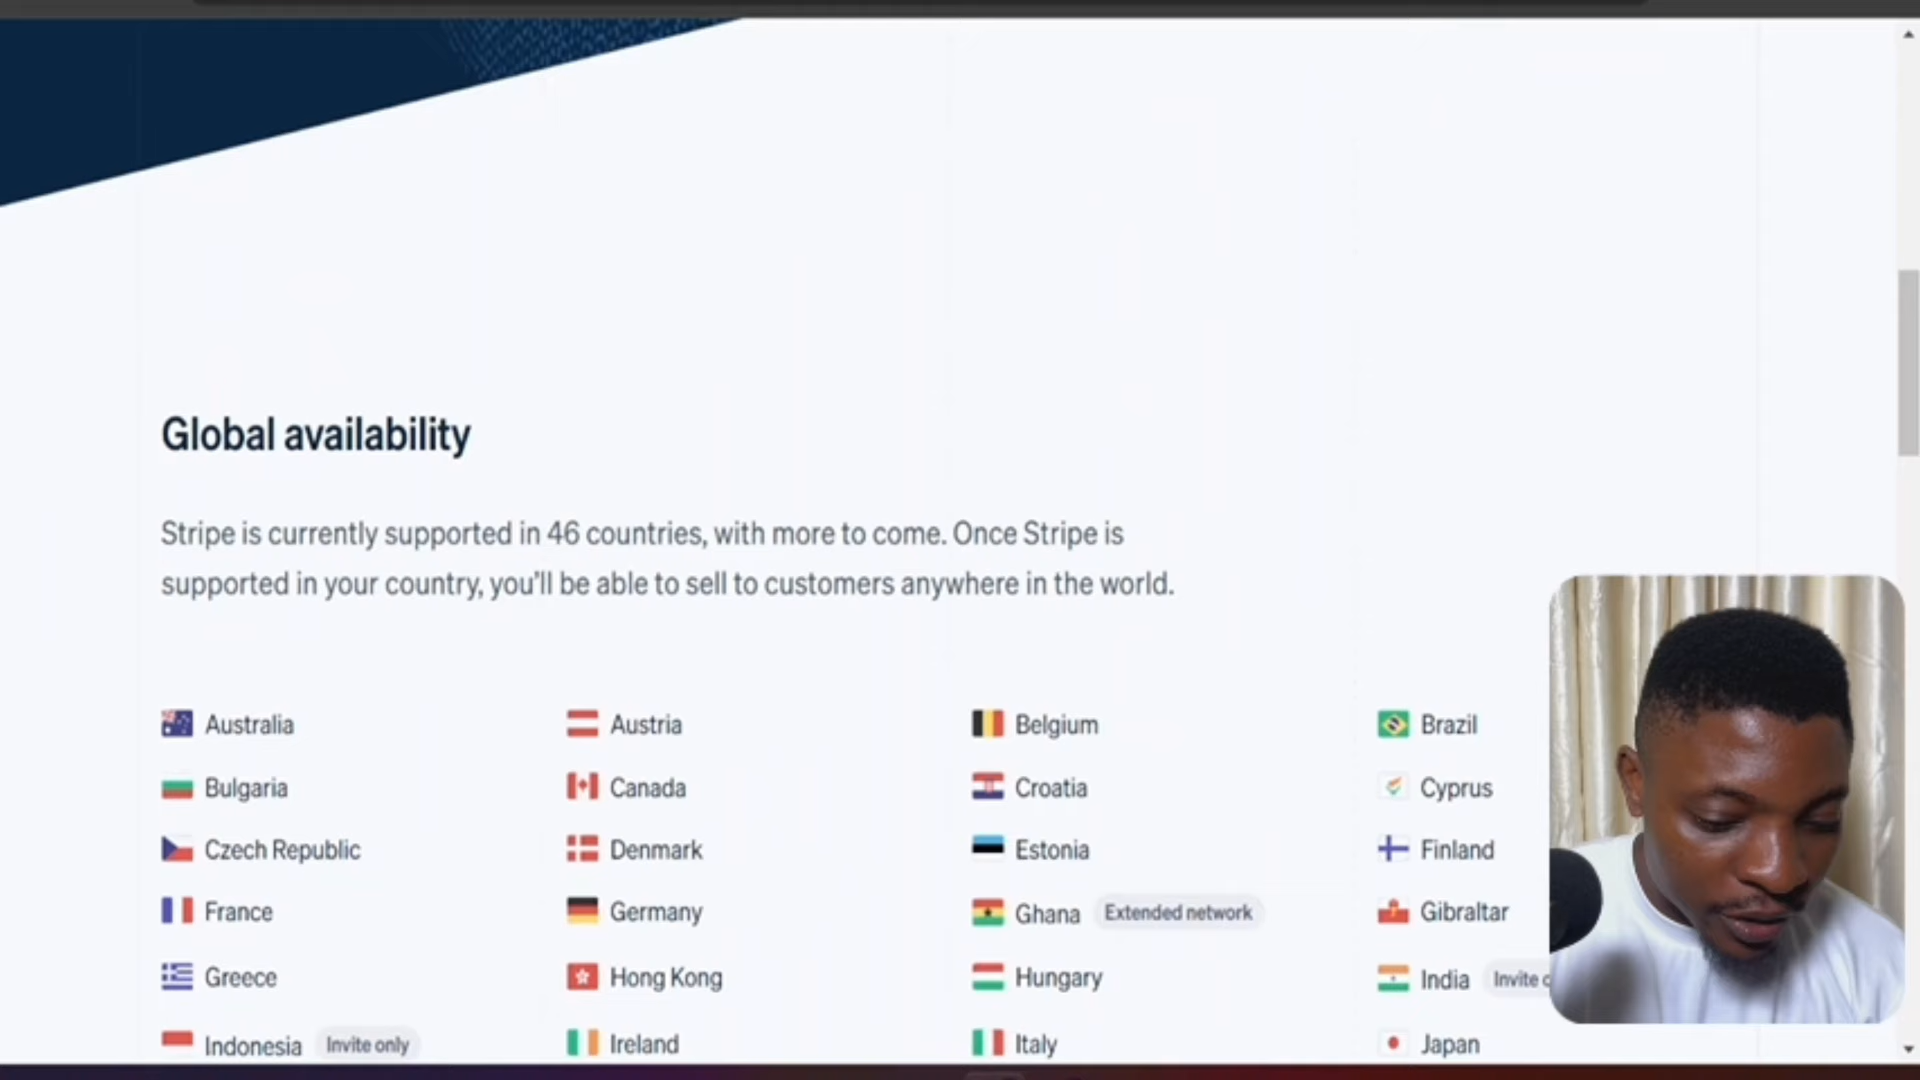 Global availability
Stripe is currently supported in 46 countries, with more to come. Once Stripe is
supported in your country, you'll be able to sell to customers anywhere in the world.
Australia Austria Belgium Brazil
Bulgaria Canada Croatia Cyprus
Czech Republic Denmark Estonia Finland
France Germany Ghana Extended network Gibraltar
Greece Hong Kong Hungary India Invite
Indonesia Invite only Ireland Italy Japan